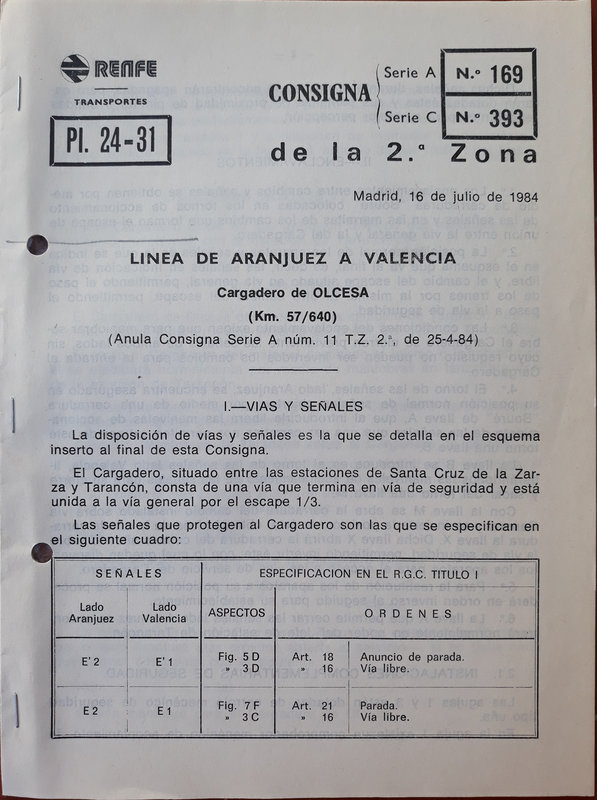 RENFE
TRANSPORTES
Pl. 24-31
CONSIGNA
Serie A N.º 169
Serie C N.º 393
de la 2.ª Zona
Madrid, 16 de julio de 1984
LINEA DE ARANJUEZ A VALENCIA
Cargadero de OLCESA
(Km. 57/640)
(Anula Consigna Serie A núm. 11 T.Z. 2.ª, de 25-4-84)
I.—VIAS Y SEÑALES
La disposición de vías y señales es la que se detalla en el esquema
inserto al final de esta Consigna.
El Cargadero, situado entre las estaciones de Santa Cruz de la Zar-
za y Tarancón, consta de una vía que termina en vía de seguridad y está
unida a la vía general por el escape 1/3.
Las señales que protegen al Cargadero son las que se especifican en
el siguiente cuadro:
SEÑALES ESPECIFICACION EN EL R.G.C. TITULO I
Lado Aranjuez Lado Valencia ASPECTOS ORDENES
E'2 E'1 Fig. 5 D Art. 18 Anuncio de parada.
» 3 D » 16 Vía libre.
E 2 E 1 Fig. 7 F Art. 21 Parada.
» 3 C » 16 Vía libre.